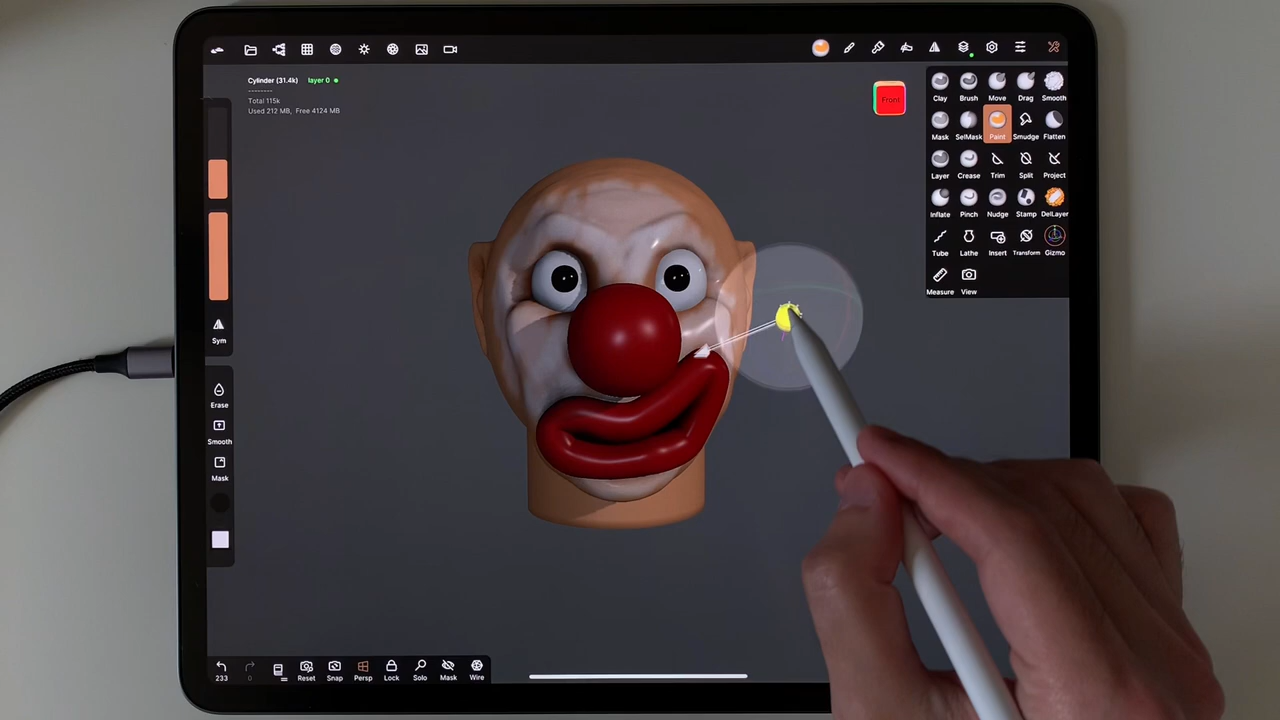 Cylinder (31.4k) layer 0
--------
Total 115k
Used 212 MB, Free 4124 MB
Front
Clay Brush Move Drag Smooth
Mask SelMask Paint Smudge Flatten
Layer Crease Trim Split Project
Inflate Pinch Nudge Stamp DelLayer
Tube Lathe Insert Transform Gizmo
Measure View
Sym
Erase
Smooth
Mask
233 0 Reset Snap Persp Lock Solo Mask Wire